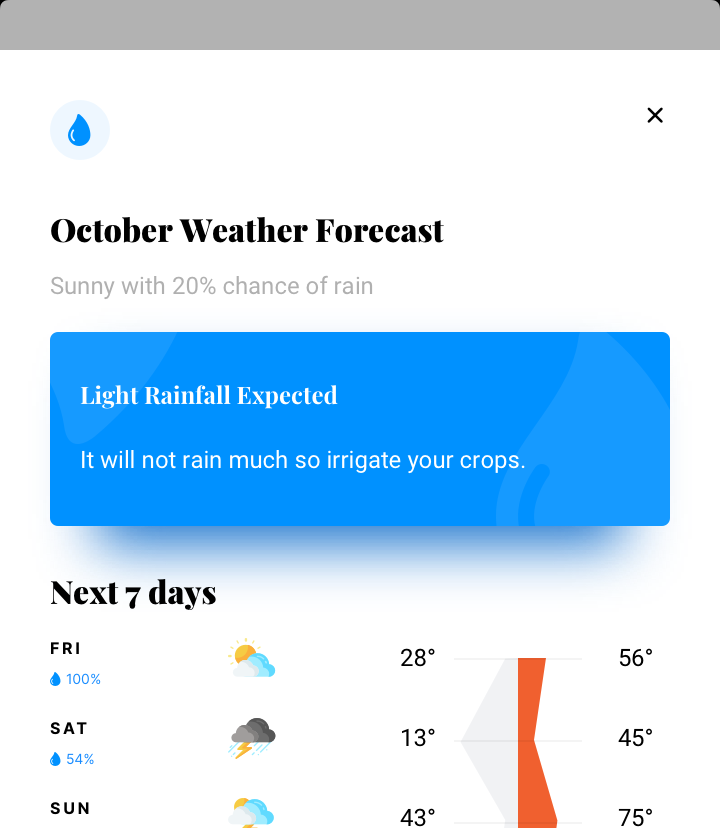 October Weather Forecast
Sunny with 20% chance of rain
Light Rainfall Expected
It will not rain much so irrigate your crops.
Next 7 days
FRI
100%
28°
56°
SAT
54%
13°
45°
SUN
43°
75°